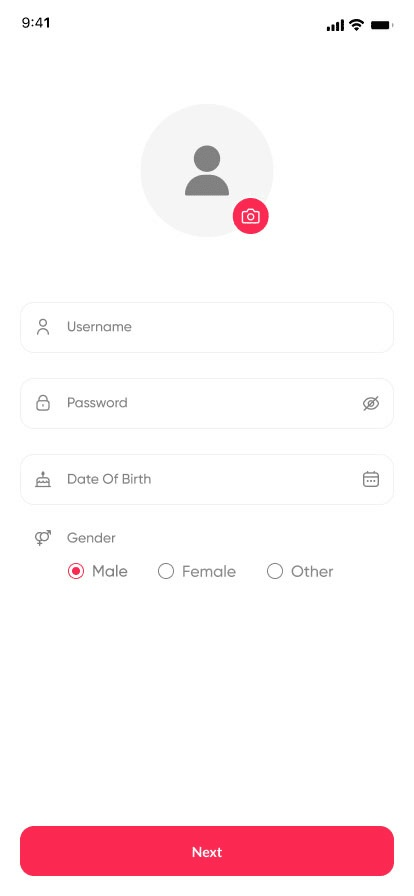 9:41
Username
Password
Date Of Birth
Gender
Male Female Other
Next